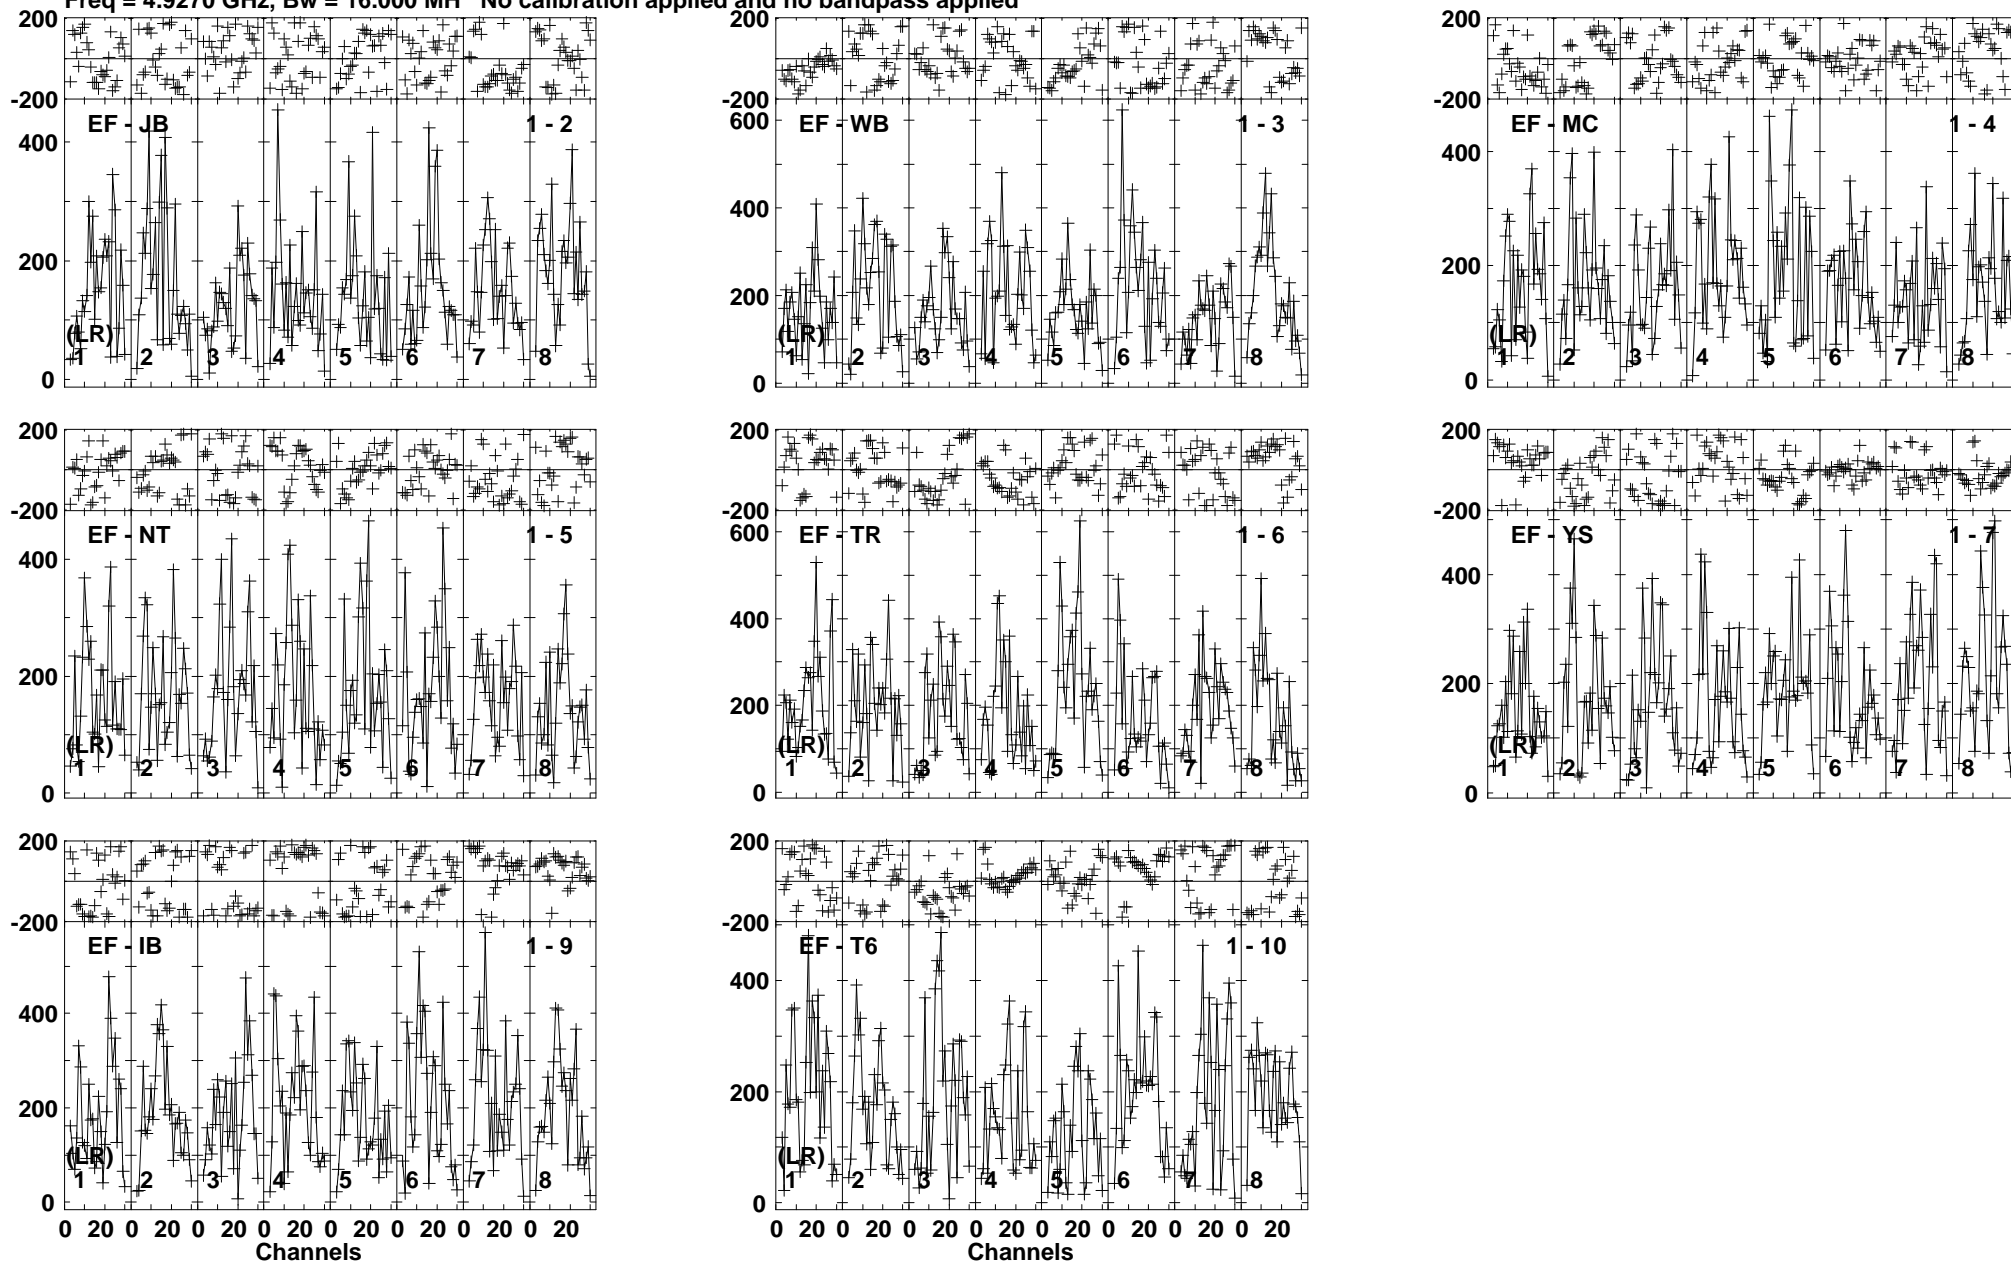 Freq = 4.9270 GHz, Bw = 16.000 MH No calibration applied and no bandpass applied
200 200 200
-200 -200 -200
EF - JB 1 - 2 EF - WB 1 - 3 EF - MC 1 - 4
400 600 400
200 400 200
0 200 0
0
(LR) (LR) (LR)
1 2 3 4 5 6 7 8 1 2 3 4 5 6 7 8 1 2 3 4 5 6 7 8
200 200 200
-200 -200 -200
EF - NT 1 - 5 EF - TR 1 - 6 EF - YS 1 - 7
400 600 400
200 400 200
0 200 0
0
(LR) (LR) (LR)
1 2 3 4 5 6 7 8 1 2 3 4 5 6 7 8 1 2 3 4 5 6 7 8
200 200
-200 -200
EF - IB 1 - 9 EF - T6 1 - 10
400 400
200 200
0 0
(LR) (LR)
1 2 3 4 5 6 7 8 1 2 3 4 5 6 7 8
0 20 0 20 0 20 0 20 0 20 0 20 0 20 0 20 0 20 0 20 0 20 0 20 0 20 0 20 0 20 0 20
Channels Channels